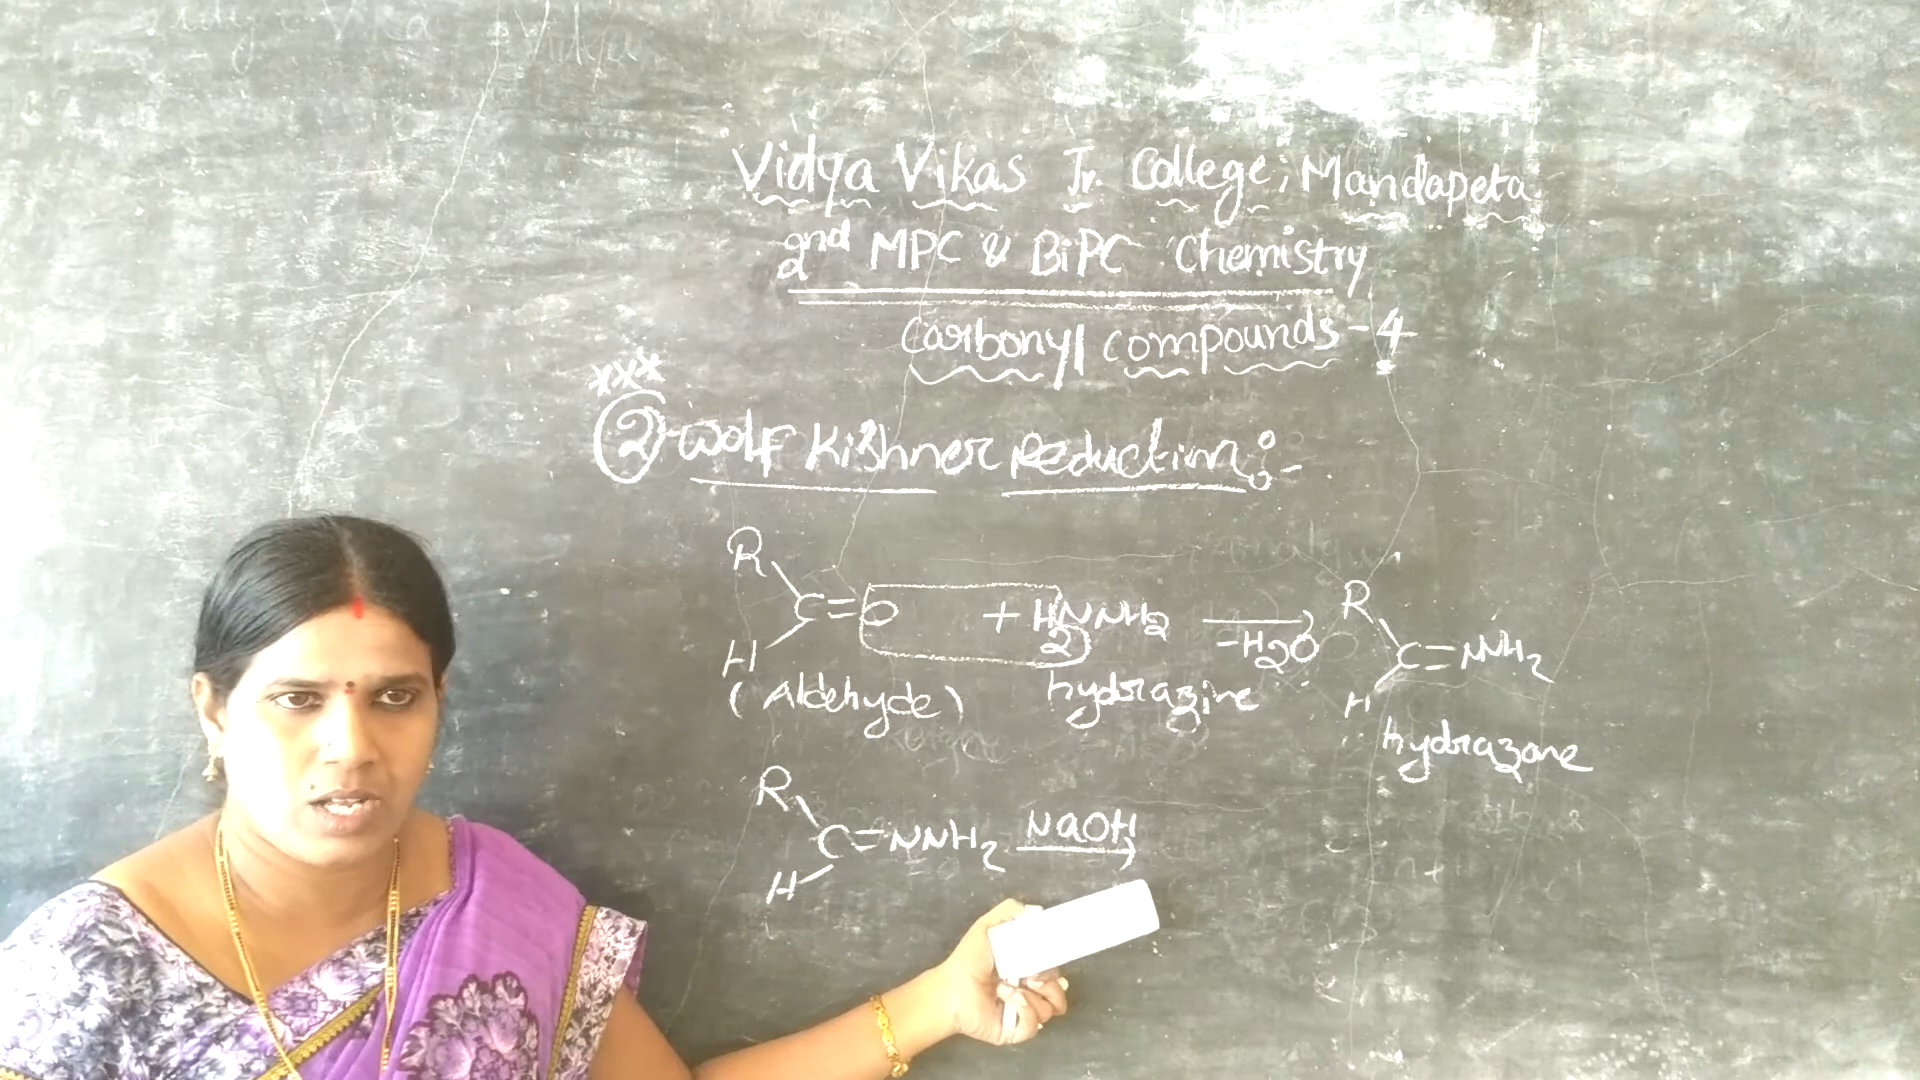 Vidya Vikas Jr. College, Mandapeta
2nd MPC & BiPC Chemistry
Carbonyl compounds - 4
***
② Wolf Kishner Reduction :-
R
H
C=O + H2NNH2 → -H2O
R
H
C=NNH2
(Aldehyde) hydrazine
hydrazone
R
H
C=NNH2 NaOH →